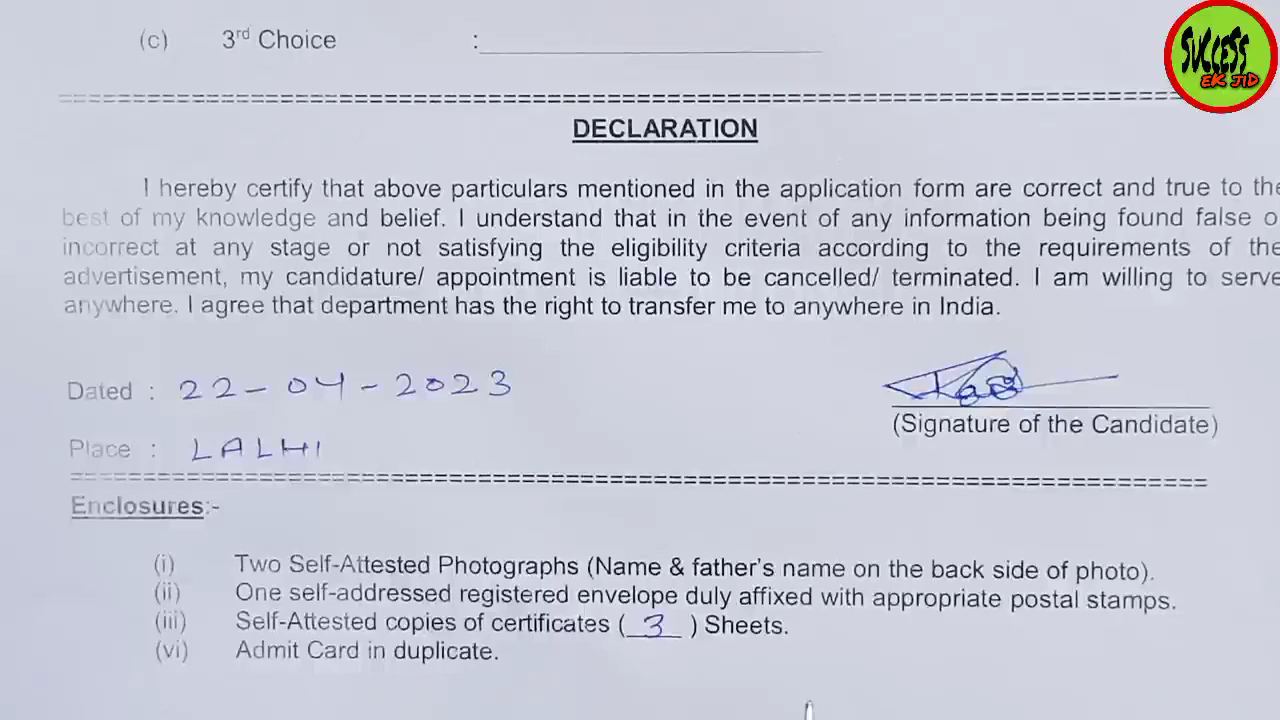 SUCCESS
EK JID
(c) 3rd Choice :
DECLARATION
I hereby certify that above particulars mentioned in the application form are correct and true to the
best of my knowledge and belief. I understand that in the event of any information being found false o
incorrect at any stage or not satisfying the eligibility criteria according to the requirements of the
advertisement, my candidature/ appointment is liable to be cancelled/ terminated. I am willing to serve
anywhere. I agree that department has the right to transfer me to anywhere in India.
Dated : 22-04-2023
(Signature of the Candidate)
Place : LALHI
Enclosures:-
(i) Two Self-Attested Photographs (Name & father's name on the back side of photo).
(ii) One self-addressed registered envelope duly affixed with appropriate postal stamps.
(iii) Self-Attested copies of certificates ( 3 ) Sheets.
(vi) Admit Card in duplicate.